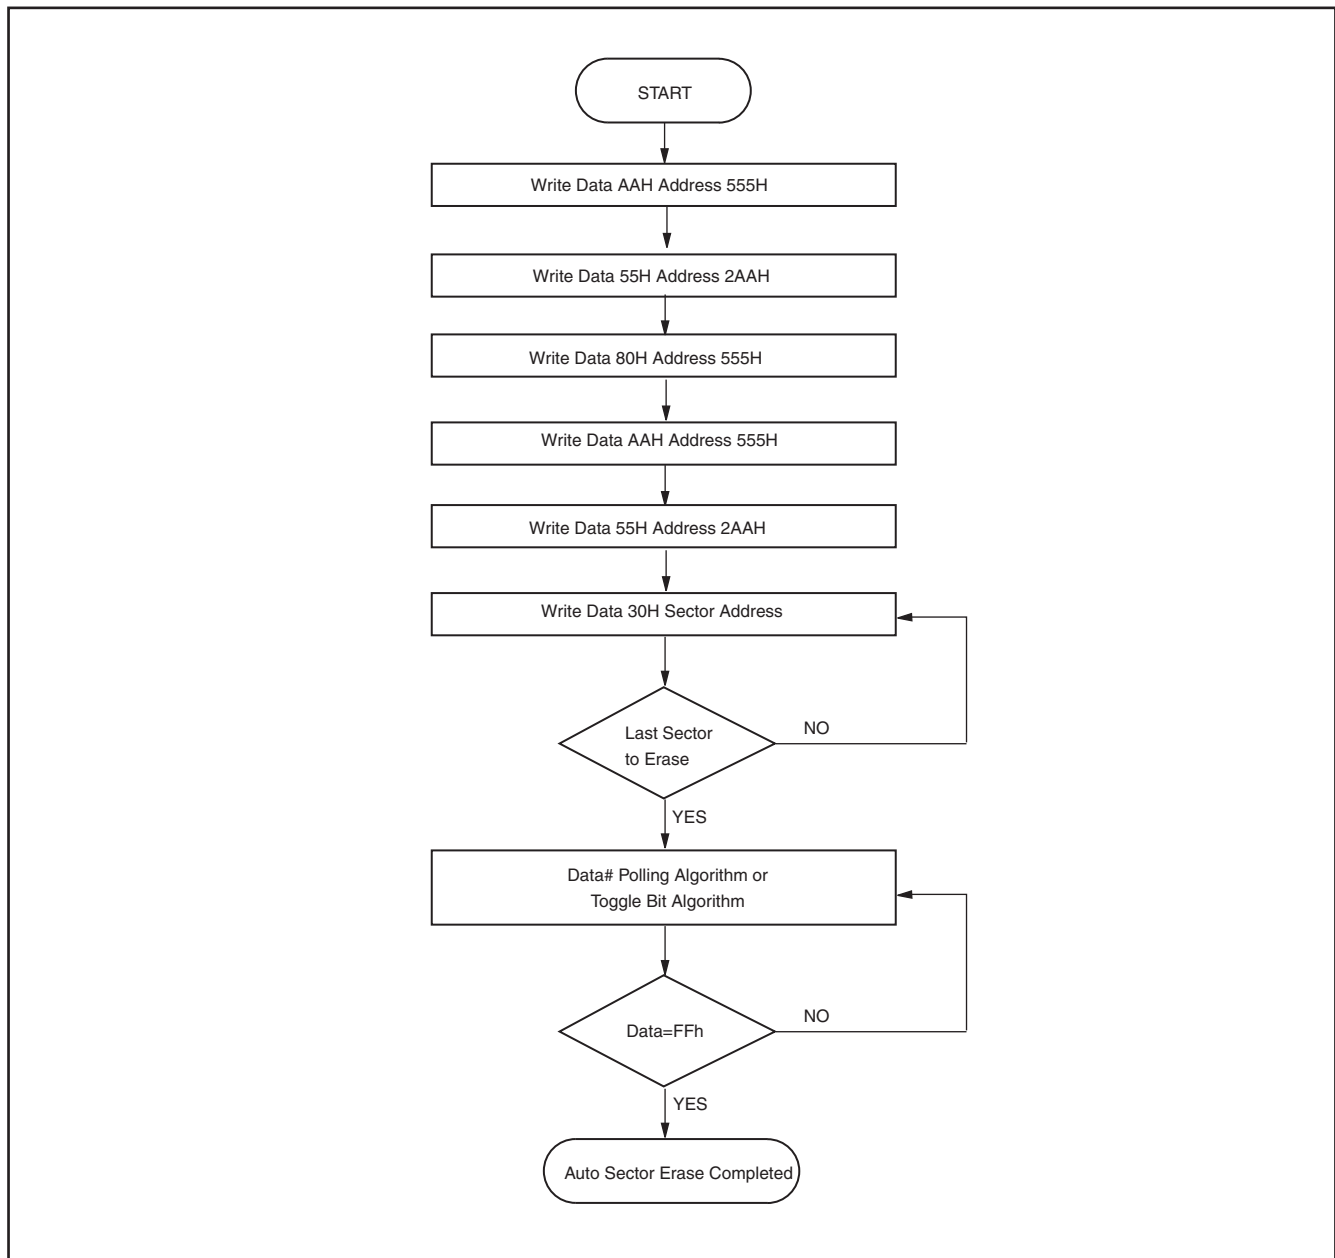 START
Write Data AAH Address 555H
Write Data 55H Address 2AAH
Write Data 80H Address 555H
Write Data AAH Address 555H
Write Data 55H Address 2AAH
Write Data 30H Sector Address
Last Sector
to Erase
NO
YES
Data# Polling Algorithm or
Toggle Bit Algorithm
Data=FFh
NO
YES
Auto Sector Erase Completed